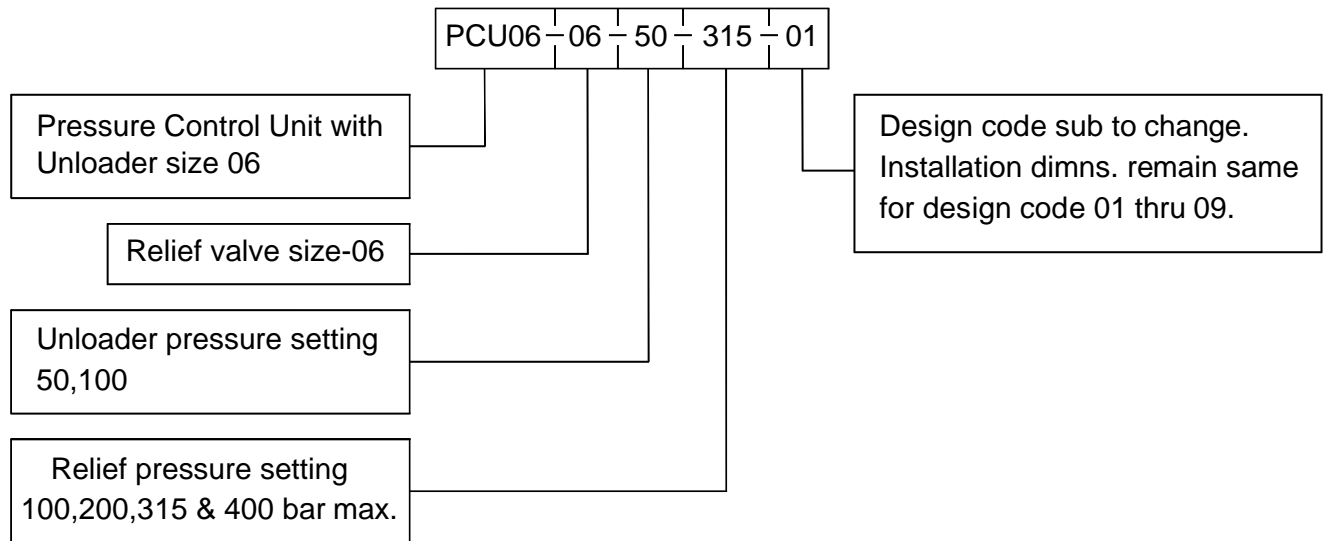 PCU06-06-50-315-01
Pressure Control Unit with
Unloader size 06
Relief valve size-06
Unloader pressure setting
50,100
Relief pressure setting
100,200,315 & 400 bar max.
Design code sub to change.
Installation dimns. remain same
for design code 01 thru 09.